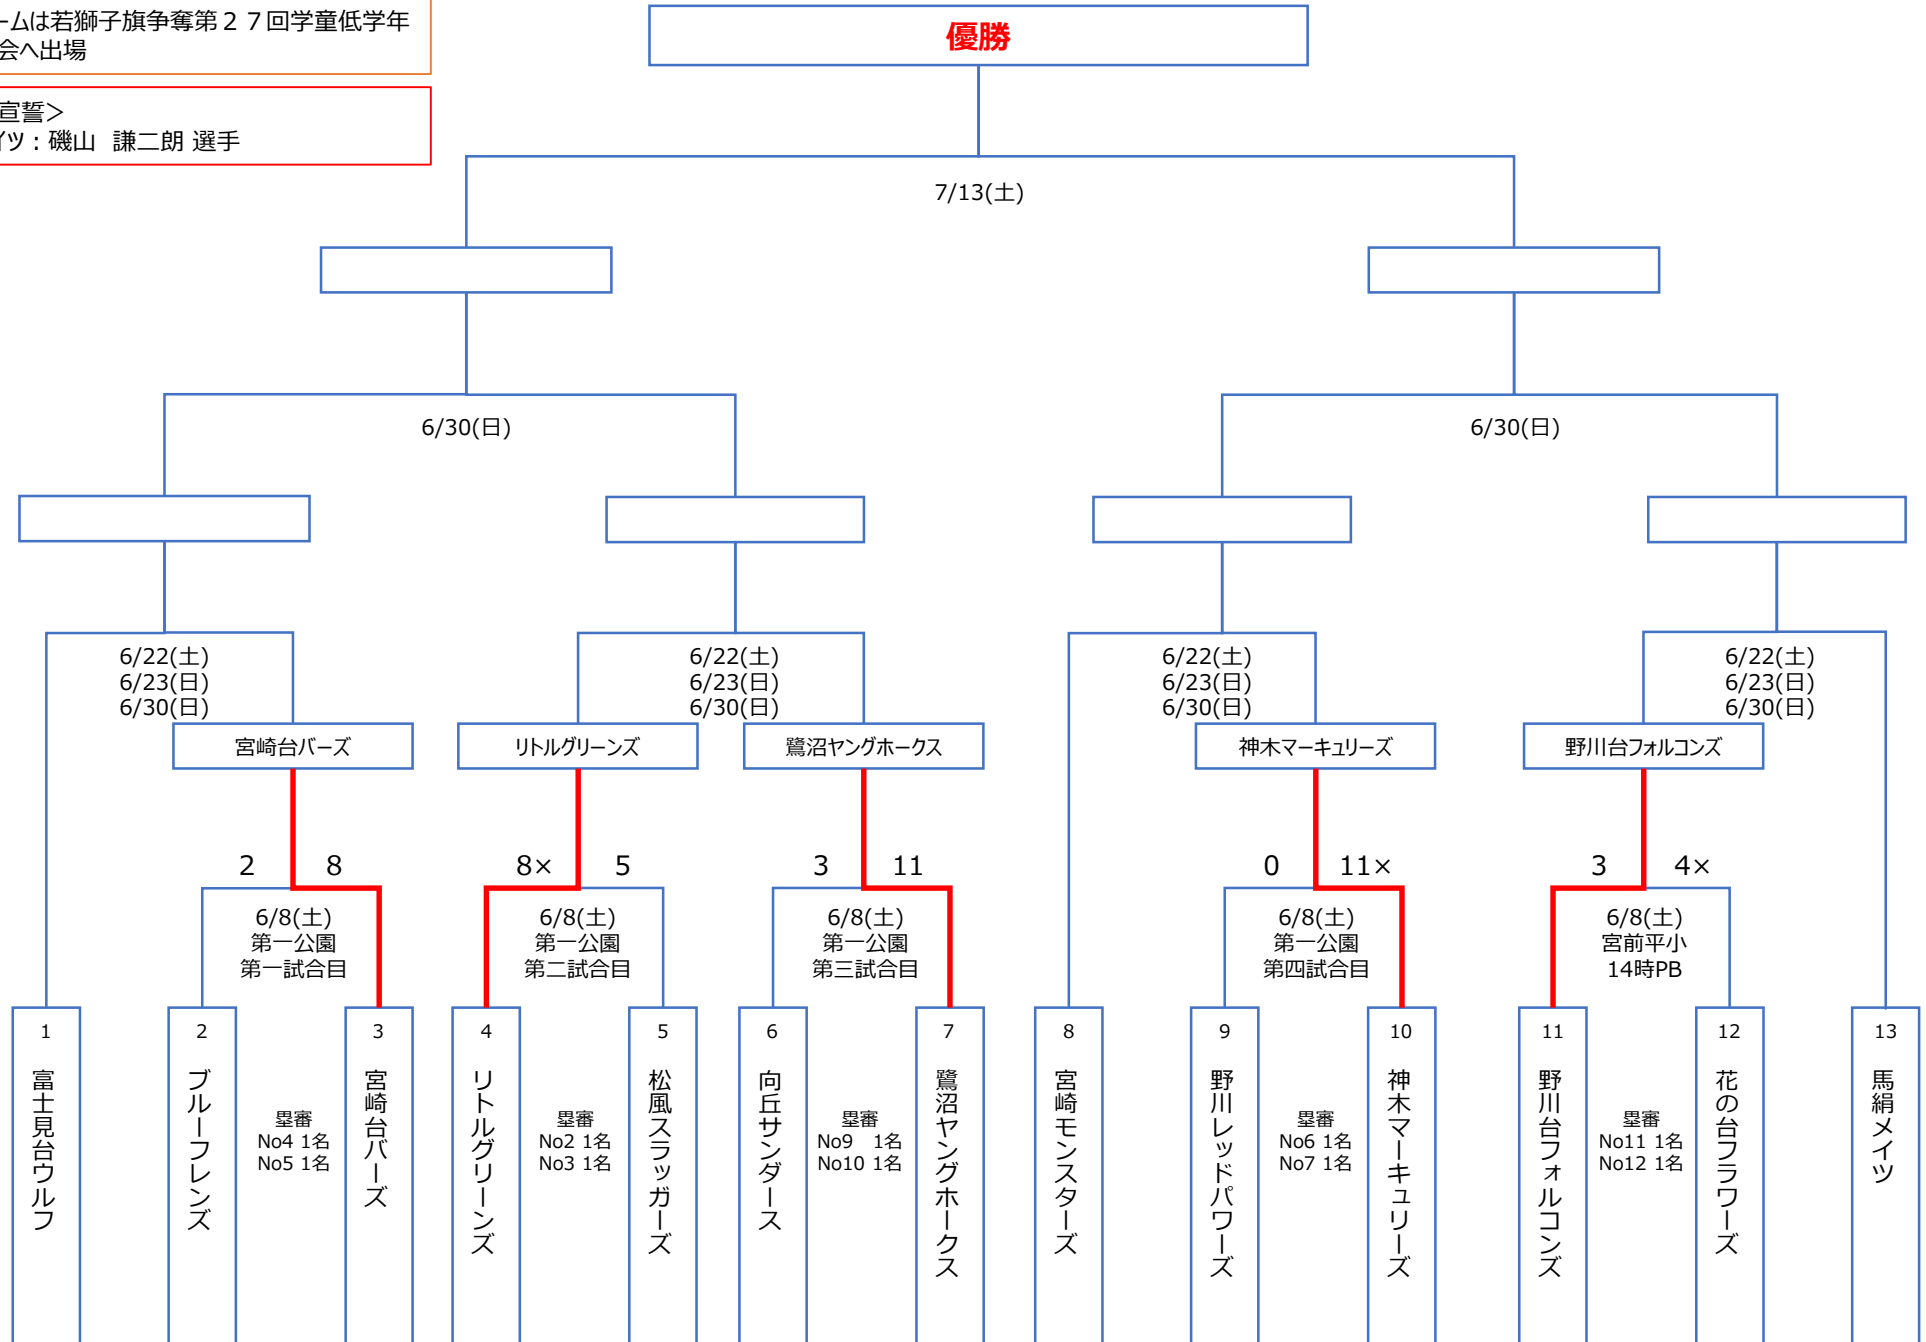 ームは若獅子旗争奪第27回学童低学年
会へ出場
宣誓＞
イツ：磯山 謙二朗 選手
優勝
7/13(土)
6/30(日)
6/30(日)
6/22(土)
6/23(日)
6/30(日)
6/22(土)
6/23(日)
6/30(日)
6/22(土)
6/23(日)
6/30(日)
6/22(土)
6/23(日)
6/30(日)
宮崎台バーズ
リトルグリーンズ
鷺沼ヤングホークス
神木マーキュリーズ
野川台フォルコンズ
2 8
8× 5
3 11
0 11×
3 4×
6/8(土)
第一公園
第一試合目
6/8(土)
第一公園
第二試合目
6/8(土)
第一公園
第三試合目
6/8(土)
第一公園
第四試合目
6/8(土)
宮前平小
14時PB
1
富士見台ウルフ
2
ブルーフレンズ
塁審
No4 1名
No5 1名
3
宮崎台バーズ
4
リトルグリーンズ
塁審
No2 1名
No3 1名
5
松風スラッガーズ
6
向丘サンダース
塁審
No9 1名
No10 1名
7
鷺沼ヤングホークス
8
宮崎モンスターズ
9
野川レッドパワーズ
塁審
No6 1名
No7 1名
10
神木マーキュリーズ
11
野川台フォルコンズ
塁審
No11 1名
No12 1名
12
花の台フラワーズ
13
馬絹メイツ